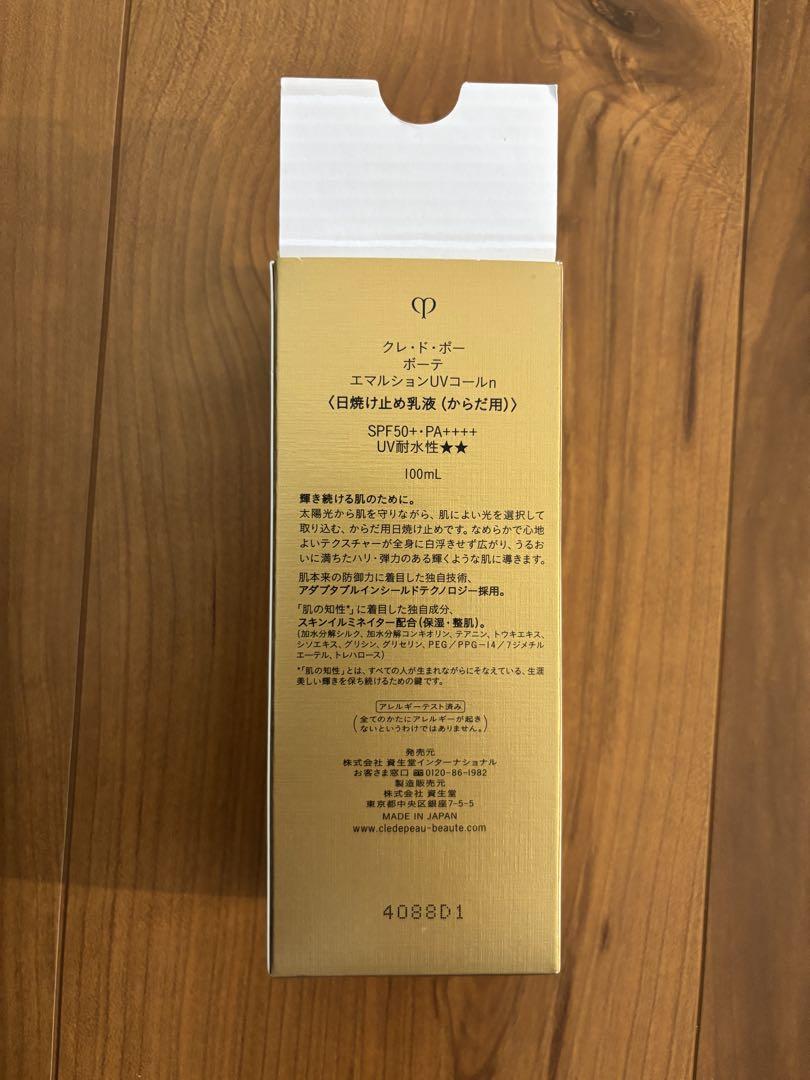 クレ・ド・ポー
ボーテ
エマルションUVコールn
〈日焼け止め乳液（からだ用）〉
SPF50+・PA++++
UV耐水性★★
100mL
輝き続ける肌のために。
太陽光から肌を守りながら、肌によい光を選択して
取り込む、からだ用日焼け止めです。なめらかで心地
よいテクスチャーが全身に白浮きせず広がり、うるお
いに満ちたハリ・弾力のある輝くような肌に導きます。
肌本来の防御力に着目した独自技術、
アダプタブルインシールドテクノロジー採用。
「肌の知性*」に着目した独自成分、
スキンイルミネイター配合（保湿・整肌）。
（加水分解シルク、加水分解コンキオリン、テアニン、トウキエキス、
シソエキス、グリシン、グリセリン、PEG／PPG－14／7ジメチル
エーテル、トレハロース）
*「肌の知性」とは、すべての人が生まれながらにそなえている、生涯
美しい輝きを保ち続けるための鍵です。
アレルギーテスト済み
（全てのかたにアレルギーが起き
ないというわけではありません。）
発売元
株式会社 資生堂インターナショナル
お客さま窓口 0120-86-1982
製造販売元
株式会社 資生堂
東京都中央区銀座7-5-5
MADE IN JAPAN
www.cledepeau-beaute.com
4088D1